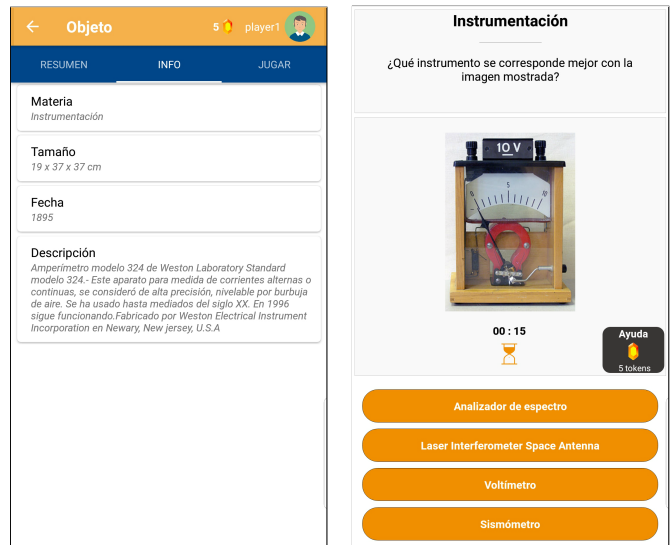 Objeto
5
player1
RESUMEN
INFO
JUGAR
Materia
Instrumentación
Tamaño
19 x 37 x 37 cm
Fecha
1895
Descripción
Amperímetro modelo 324 de Weston Laboratory Standard
modelo 324.- Este aparato para medida de corrientes alternas o
continuas, se consideró de alta precisión, nivelable por burbuja
de aire. Se ha usado hasta mediados del siglo XX. En 1996
sigue funcionando.Fabricado por Weston Electrical Instrument
Incorporation en Newary, New jersey, U.S.A
Instrumentación
¿Qué instrumento se corresponde mejor con la
imagen mostrada?
10 V
0 5 10
00 : 15
Ayuda
5 tokens
Analizador de espectro
Laser Interferometer Space Antenna
Voltímetro
Sismómetro